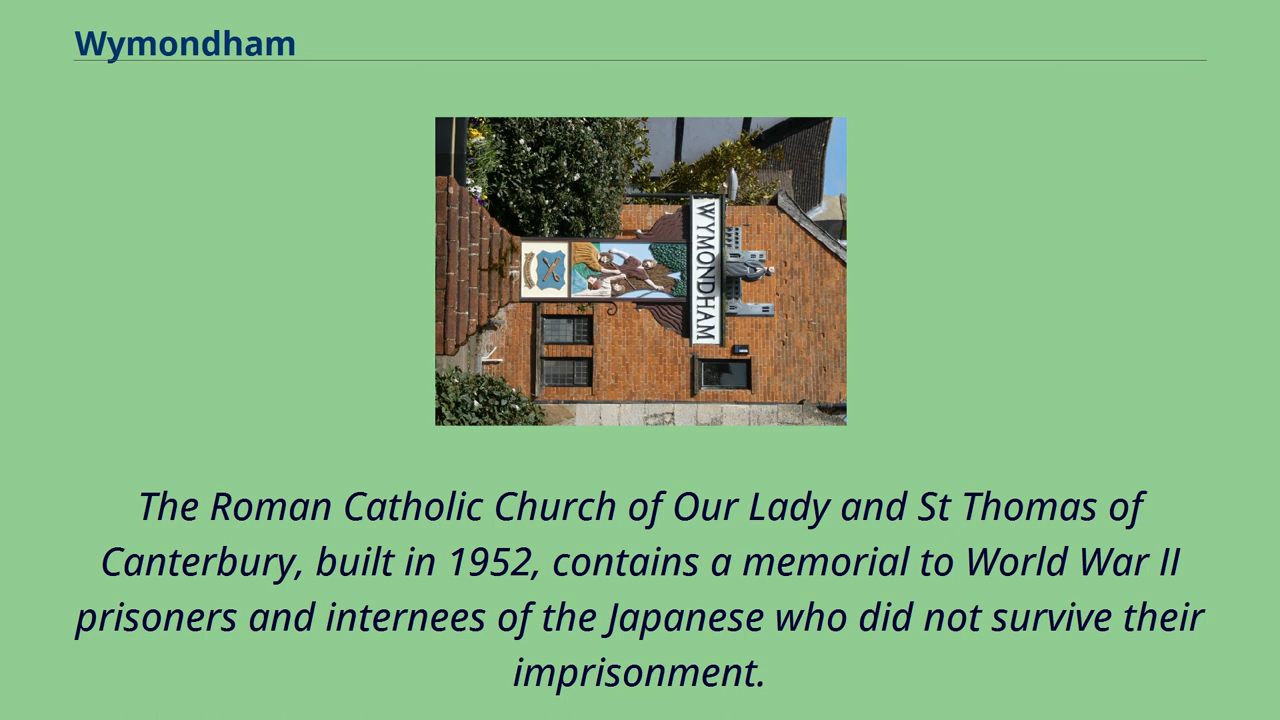 Wymondham
WYMONDHAM
The Roman Catholic Church of Our Lady and St Thomas of
Canterbury, built in 1952, contains a memorial to World War II
prisoners and internees of the Japanese who did not survive their
imprisonment.